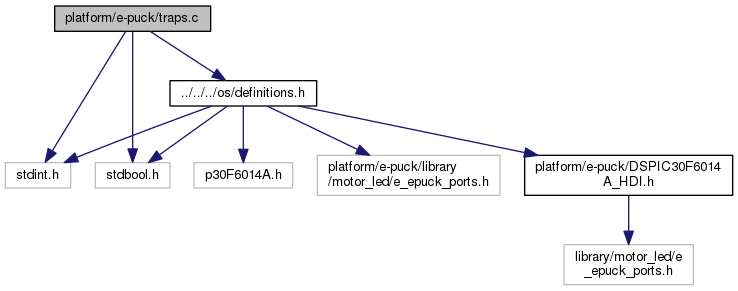 platform/e-puck/traps.c
../../../os/definitions.h
stdint.h
stdbool.h
p30F6014A.h
platform/e-puck/library
/motor_led/e_epuck_ports.h
platform/e-puck/DSPIC30F6014
A_HDI.h
library/motor_led/e
_epuck_ports.h